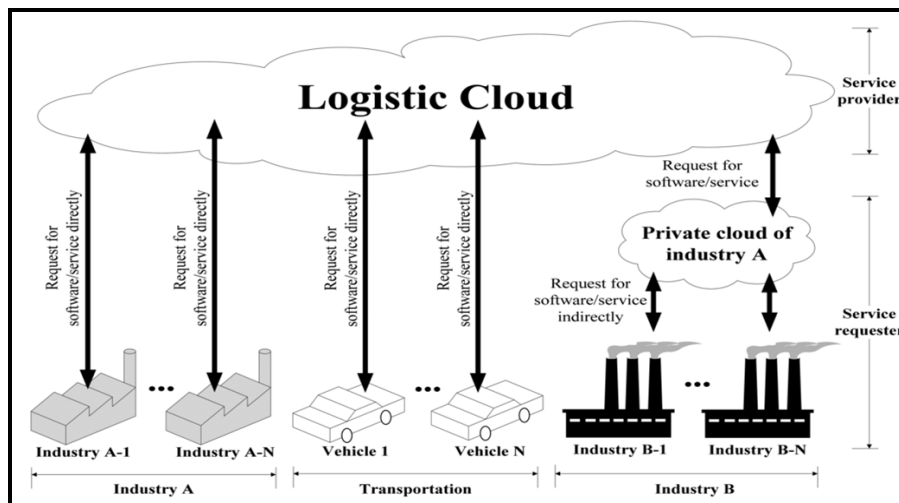 Logistic Cloud
Service
provider
Request for
software/service directly
Request for
software/service directly
Request for
software/service directly
Request for
software/service directly
Request for
software/service
Private cloud of
industry A
Request for
software/service
indirectly
Service
requester
Industry A-1
Industry A-N
Vehicle 1
Vehicle N
Industry B-1
Industry B-N
Industry A
Transportation
Industry B